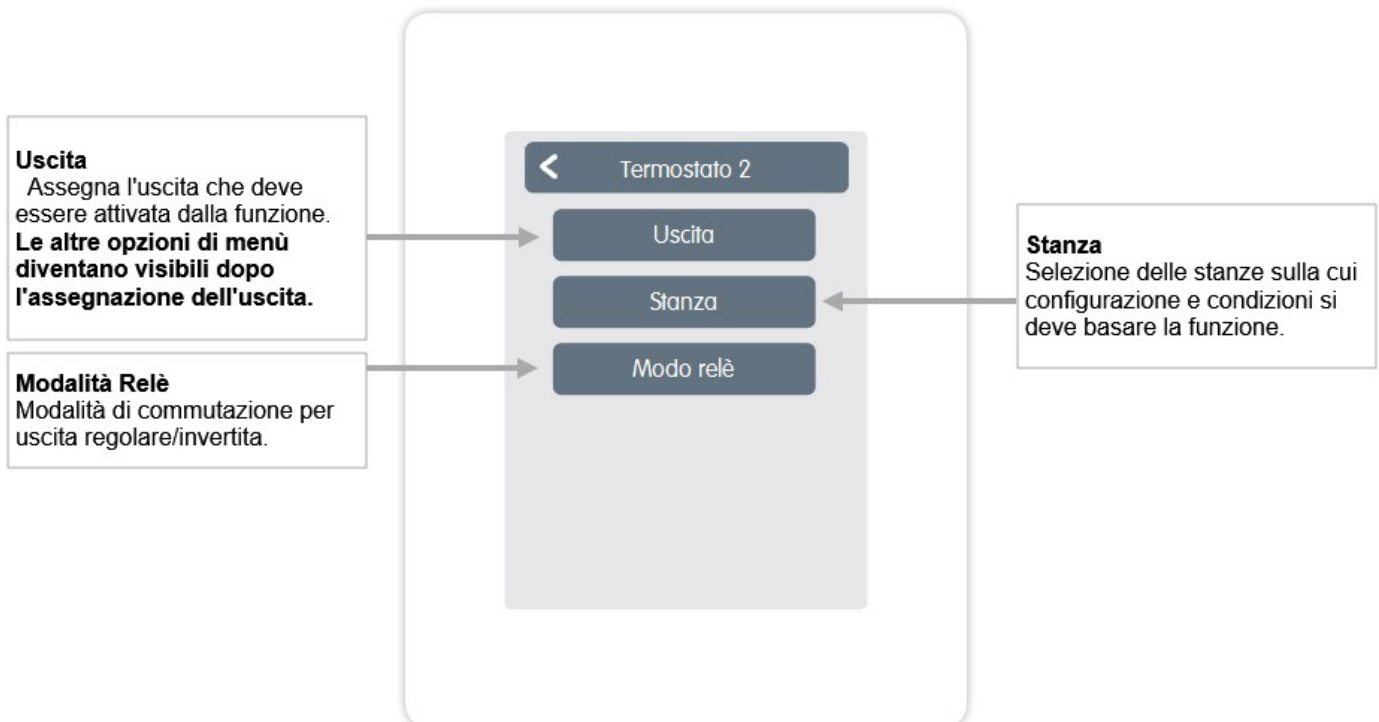 Uscita
Assegna l'uscita che deve
essere attivata dalla funzione.
Le altre opzioni di menù
diventano visibili dopo
l'assegnazione dell'uscita.
Modalità Relè
Modalità di commutazione per
uscita regolare/invertita.
Termostato 2
Uscita
Stanza
Modo relè
Stanza
Selezione delle stanze sulla cui
configurazione e condizioni si
deve basare la funzione.